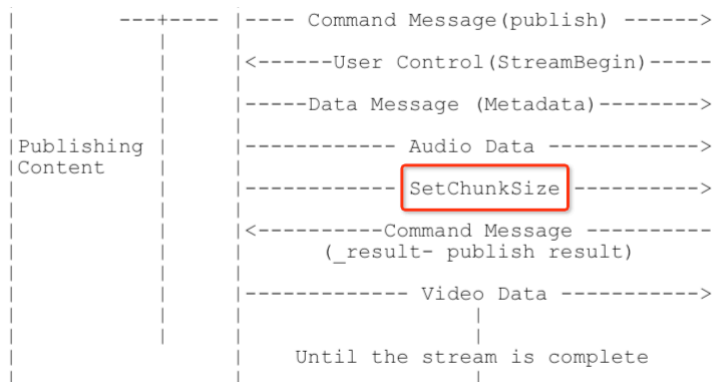 ---+---- |---- Command Message(publish) ------>
|<------User Control(StreamBegin)-----
|-----Data Message (Metadata)-------->
|Publishing | |------------ Audio Data ------------>
|Content
|------------ SetChunkSize ---------->
|<----------Command Message ----------
(_result- publish result)
|------------- Video Data ----------->
Until the stream is complete